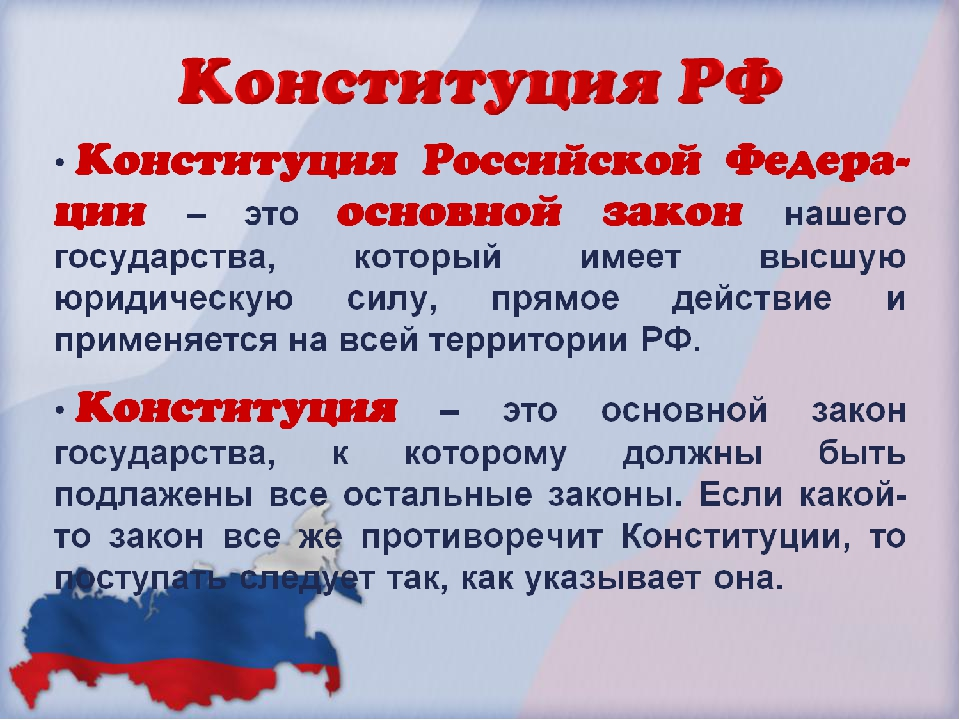 Конституция РФ
• Конституция Российской Федера-
ции – это основной закон нашего
государства, который имеет высшую
юридическую силу, прямое действие и
применяется на всей территории РФ.
• Конституция – это основной закон
государства, к которому должны быть
подлажены все остальные законы. Если какой-
то закон все же противоречит Конституции, то
поступать следует так, как указывает она.